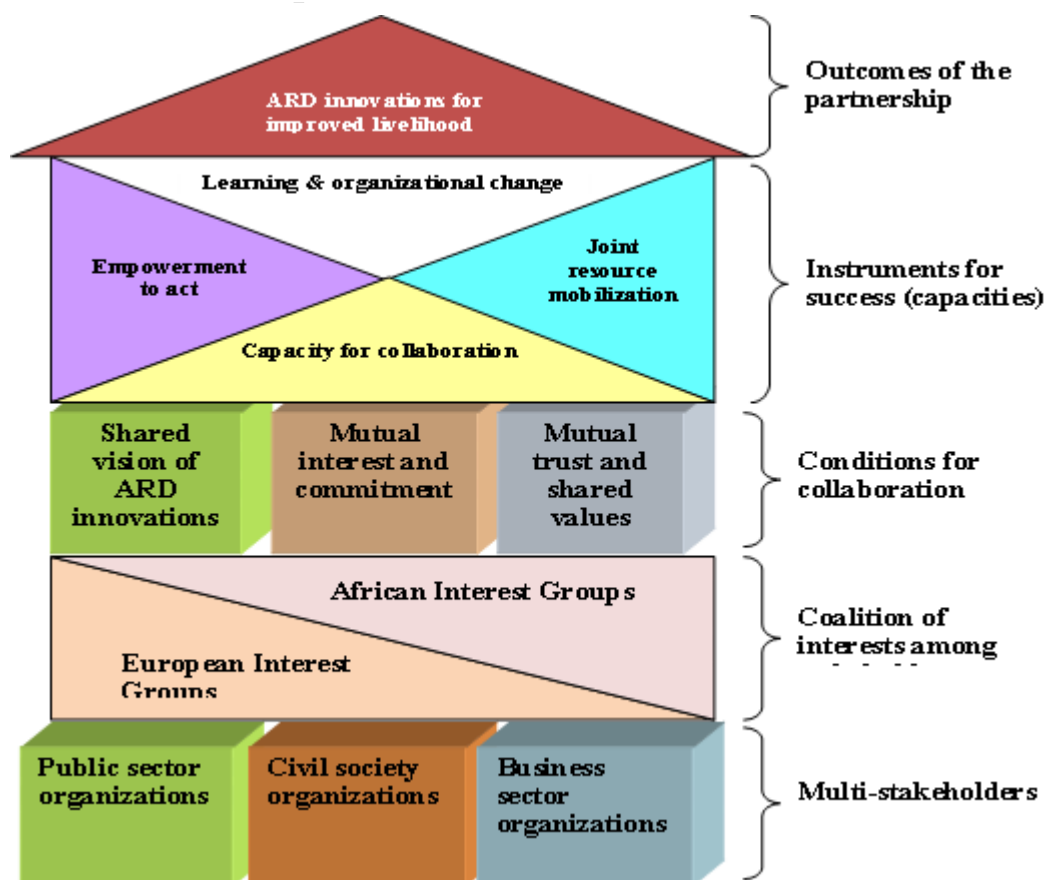 ARD innovations for
improved livelihood
Outcomes of the
partnership
Learning & organizational change
Empowerment
to act
Joint
resource
mobilization
Capacity for collaboration
Instruments for
success (capacities)
Shared
vision of
ARD
innovations
Mutual
interest and
commitment
Mutual
trust and
shared
values
Conditions for
collaboration
African Interest Groups
European Interest
Groups
Coalition of
interests among
Public sector
organizations
Civil society
organizations
Business
sector
organizations
Multi-stakeholders